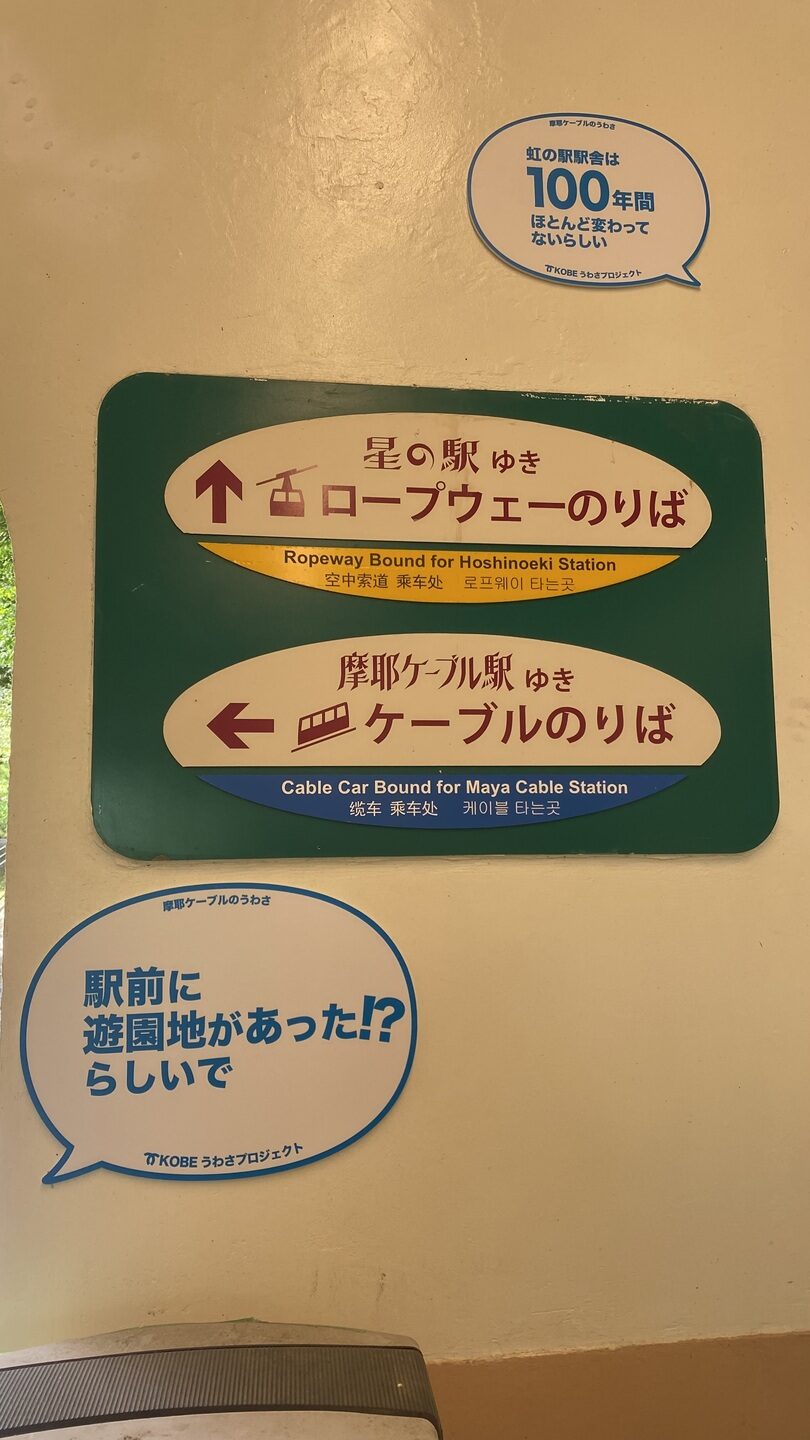 摩耶ケーブルのうわさ
虹の駅駅舎は
100年間
ほとんど変わって
ないらしい
KOBE うわさプロジェクト
星の駅 ゆき
ロープウェーのりば
Ropeway Bound for Hoshinoeki Station
空中索道 乘车处 로프웨이 타는곳
摩耶ケーブル駅 ゆき
ケーブルのりば
Cable Car Bound for Maya Cable Station
缆车 乘车处 케이블 타는곳
摩耶ケーブルのうわさ
駅前に
遊園地があった!?
らしいで
KOBE うわさプロジェクト